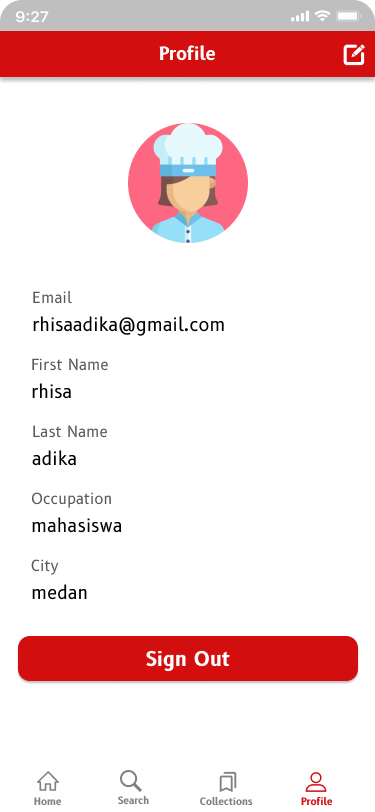 9:27
Profile
Email
rhisaadika@gmail.com
First Name
rhisa
Last Name
adika
Occupation
mahasiswa
City
medan
Sign Out
Home Search Collections Profile